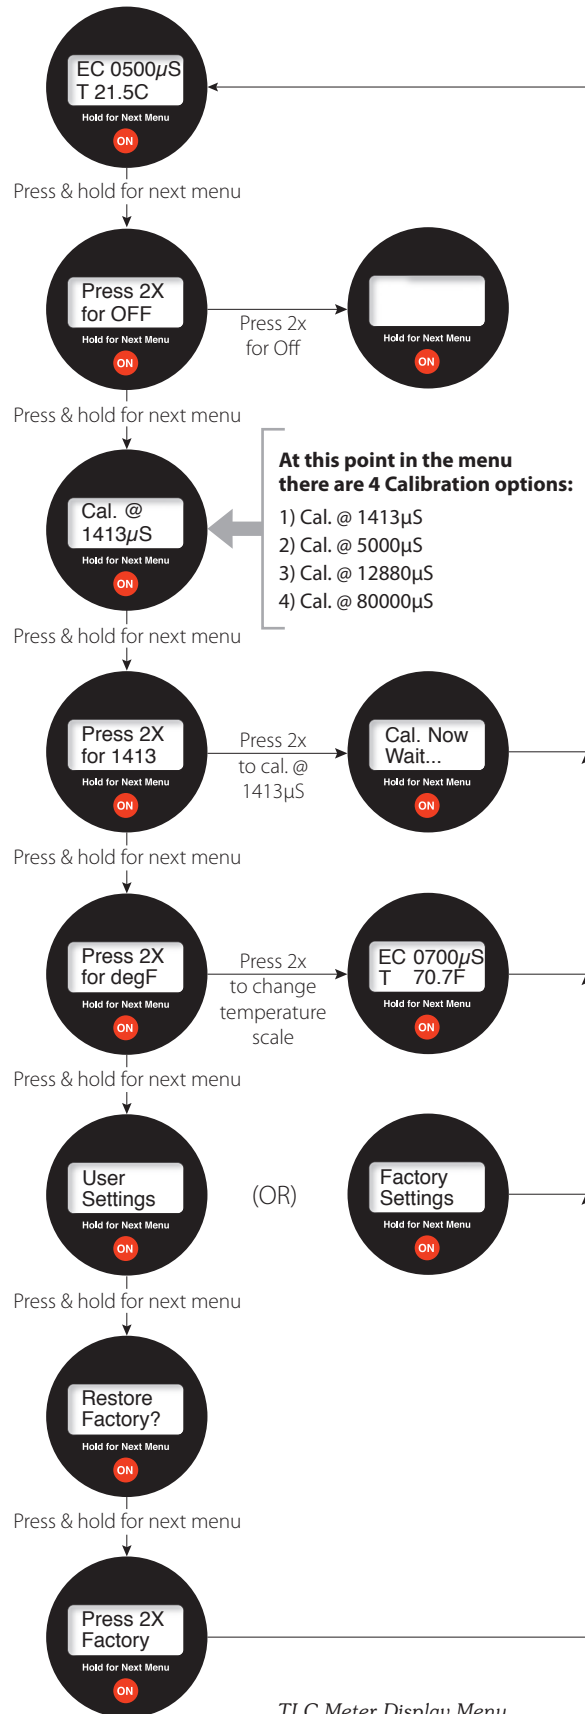 EC 0500µS
T 21.5C
Hold for Next Menu
ON
Press & hold for next menu
Press 2X
for OFF
Hold for Next Menu
ON
Press 2x
for Off
Hold for Next Menu
ON
Press & hold for next menu
Cal. @
1413µS
Hold for Next Menu
ON
At this point in the menu
there are 4 Calibration options:
1) Cal. @ 1413µS
2) Cal. @ 5000µS
3) Cal. @ 12880µS
4) Cal. @ 80000µS
Press & hold for next menu
Press 2X
for 1413
Hold for Next Menu
ON
Press 2x
to cal. @
1413µS
Cal. Now
Wait...
Hold for Next Menu
ON
Press & hold for next menu
Press 2X
for degF
Hold for Next Menu
ON
Press 2x
to change
temperature
scale
EC 0700µS
T 70.7F
Hold for Next Menu
ON
Press & hold for next menu
User
Settings
Hold for Next Menu
ON
(OR)
Factory
Settings
Hold for Next Menu
ON
Press & hold for next menu
Restore
Factory?
Hold for Next Menu
ON
Press & hold for next menu
Press 2X
Factory
Hold for Next Menu
ON
TLC Meter Display Menu